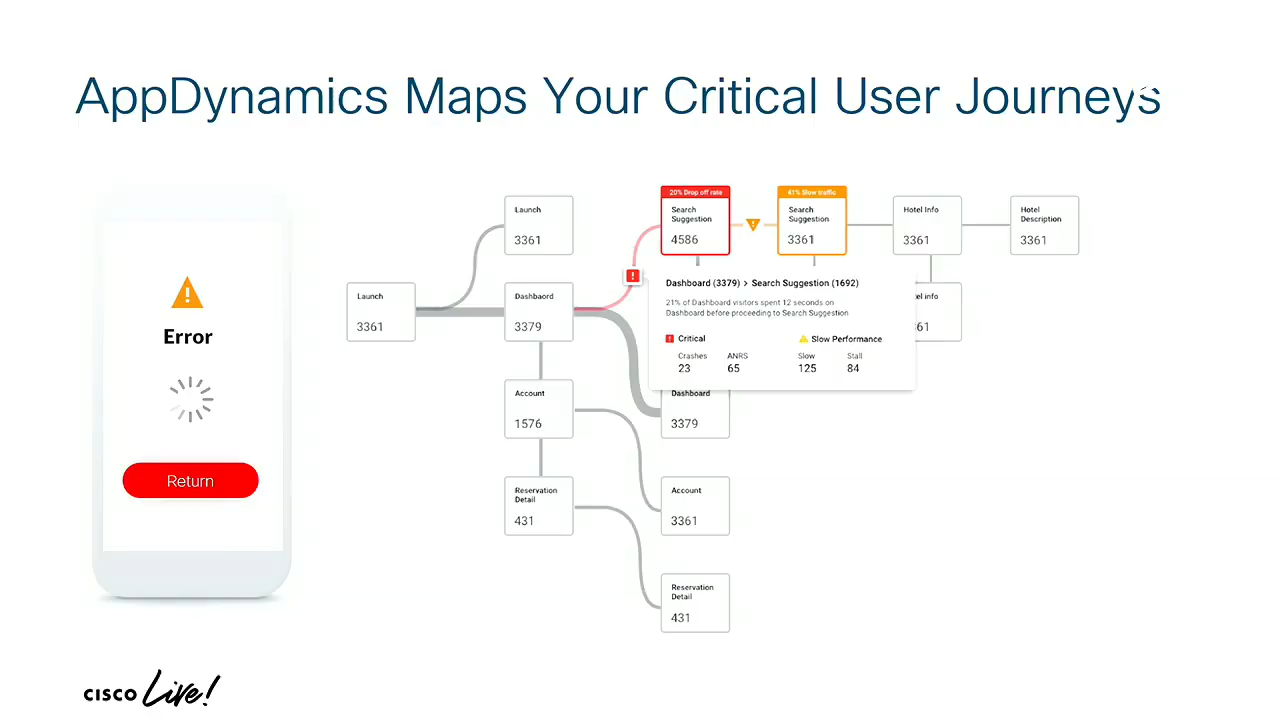 AppDynamics Maps Your Critical User Journeys
Error
Return
Launch
3361
Launch
3361
Dashbaord
3379
Account
1576
Reservation
Detail
431
20% Drop off rate
Search
Suggestion
4586
41% Slow traffic
Search
Suggestion
3361
Hotel Info
3361
Hotel
Description
3361
Dashboard (3379) > Search Suggestion (1692)
21% of Dashboard visitors spent 12 seconds on
Dashboard before proceeding to Search Suggestion
Critical
Slow Performance
Crashes
ANRS
Slow
Stall
23
65
125
84
info
61
Dashboard
3379
Account
3361
Reservation
Detail
431
CISCO Live!